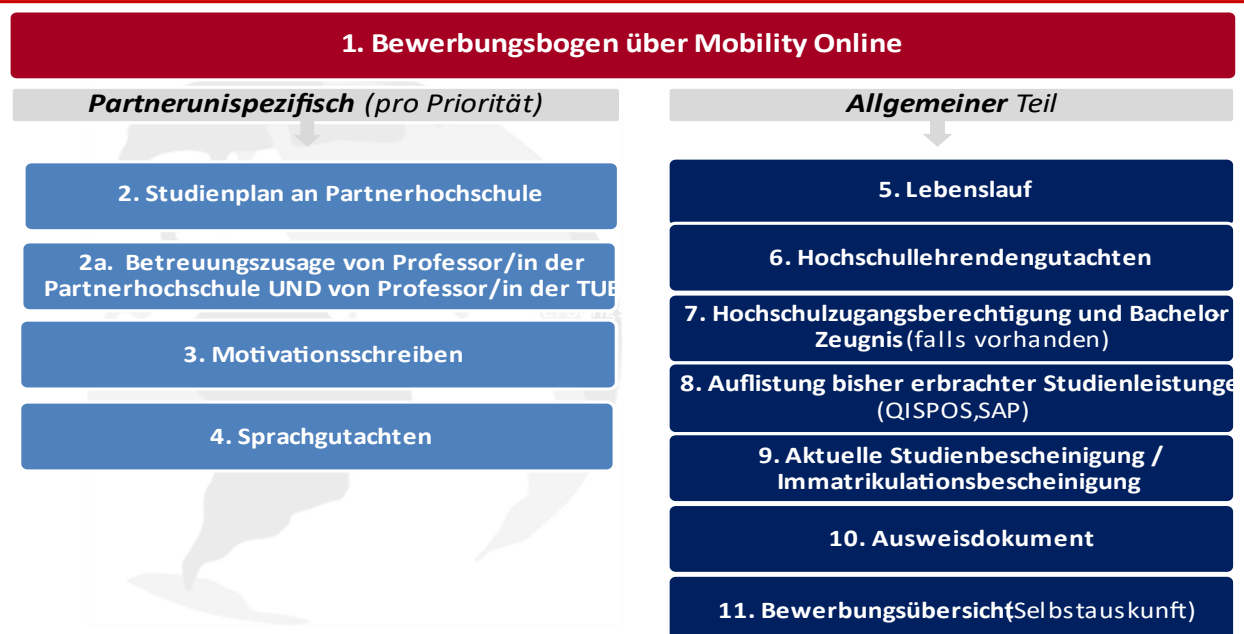 1. Bewerbungsbogen über Mobility Online
Partnerunispezifisch (pro Priorität)
2. Studienplan an Partnerhochschule
2a. Betreuungszusage von Professor/in der
Partnerhochschule UND von Professor/in der TUB
3. Motivationsschreiben
4. Sprachgutachten
Allgemeiner Teil
5. Lebenslauf
6. Hochschullehrendengutachten
7. Hochschulzugangsberechtigung und Bachelor-
Zeugnis (falls vorhanden)
8. Auflistung bisher erbrachter Studienleistunge
(QISPOS,SAP)
9. Aktuelle Studienbescheinigung /
Immatrikulationsbescheinigung
10. Ausweisdokument
11. Bewerbungsübersicht (Selbstauskunft)